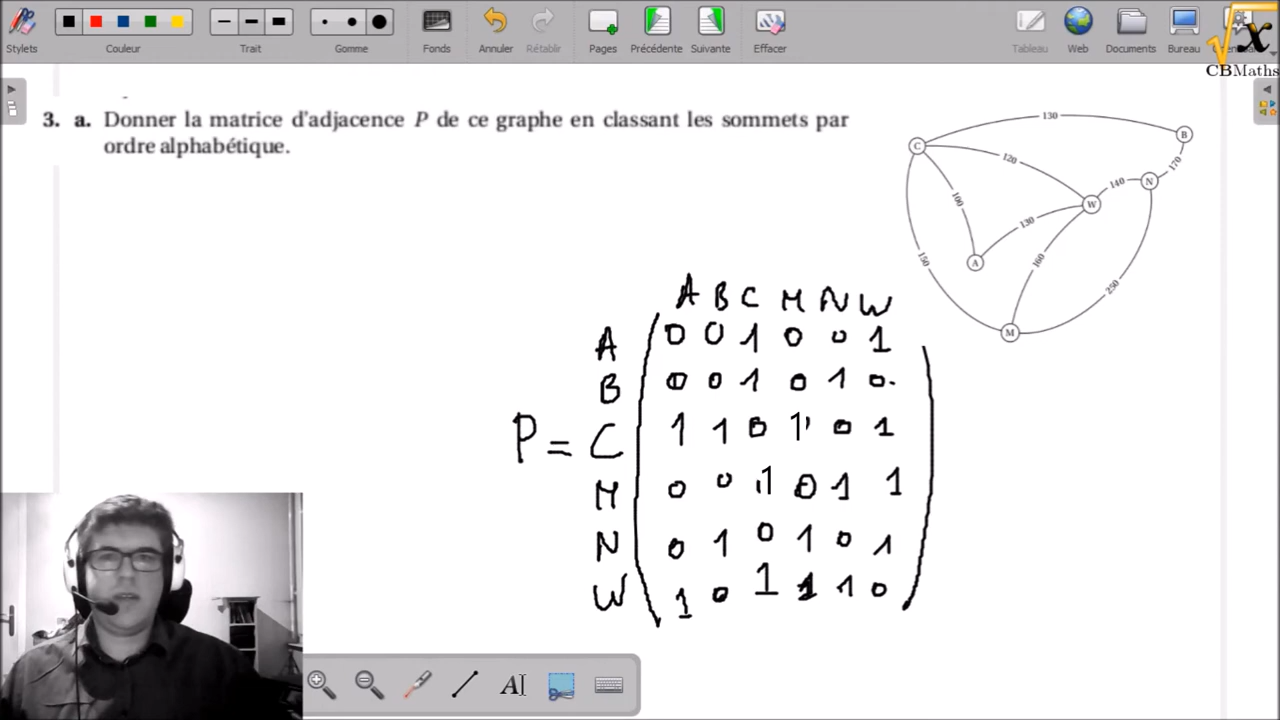 Stylets Couleur Trait Gomme Fonds Annuler Rétablir Pages Précédente Suivante Effacer Tableau Web Documents Bureau
CBMaths
3. a. Donner la matrice d'adjacence P de ce graphe en classant les sommets par
ordre alphabétique.
130
B
C
120
170
140
N
100
W
130
A
150
160
250
M
A B C M N W
A 0 0 1 0 0 1
B 0 0 1 0 1 0
P = C 1 1 0 1 0 1
M 0 0 1 0 1 1
N 0 1 0 1 0 1
W 1 0 1 1 1 0
AI